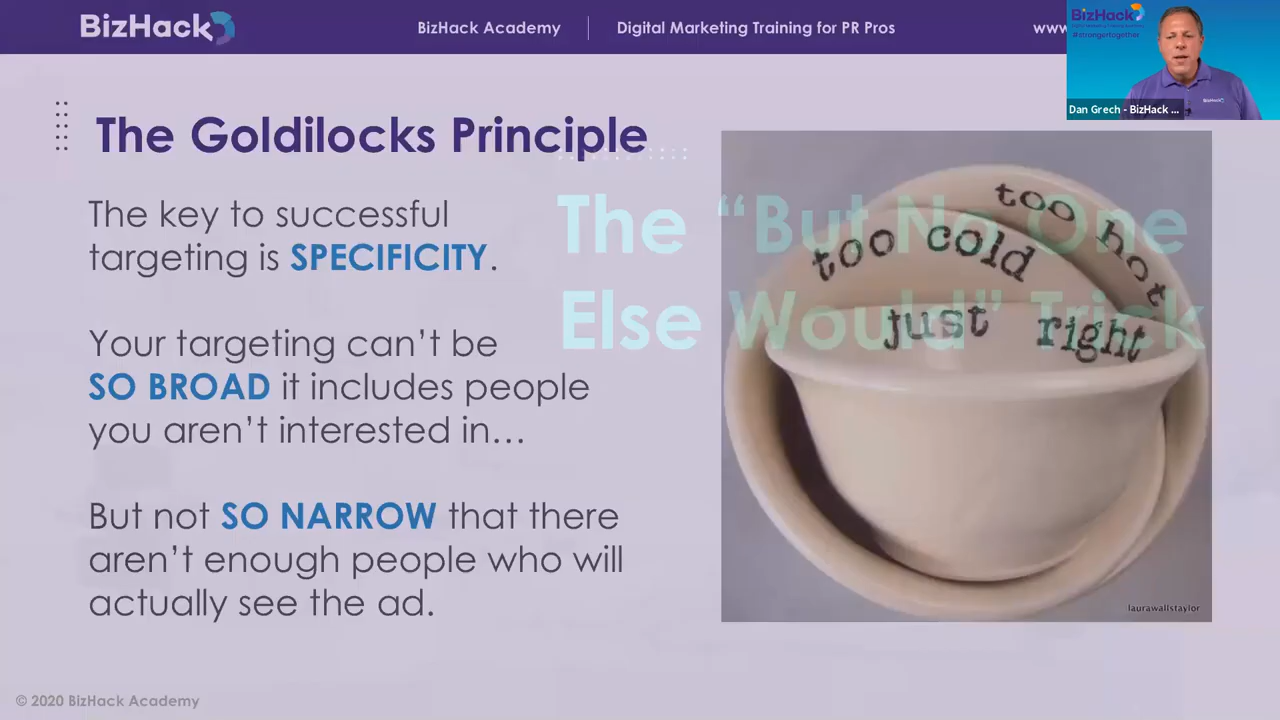 BizHack
BizHack Academy
Digital Marketing Training for PR Pros
www
BizHack
#strongertogether
BizHack
Dan Grech - BizHack ...
The Goldilocks Principle
The key to successful
targeting is SPECIFICITY.
Your targeting can’t be
SO BROAD it includes people
you aren’t interested in…
But not SO NARROW that there
aren’t enough people who will
actually see the ad.
The “But No One
Else Would” Trick
too hot
too cold
just right
laurawallstaylor
© 2020 BizHack Academy